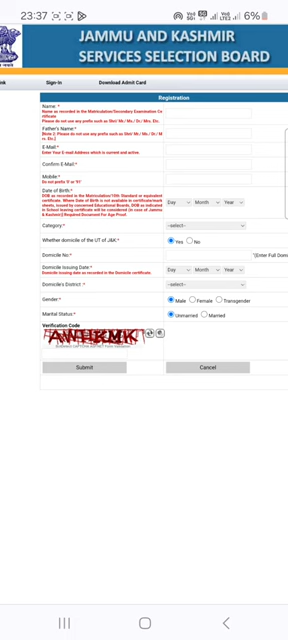 23:37
6%
JAMMU AND KASHMIR
SERVICES SELECTION BOARD
Sign-In
Download Admit Card
Registration
Name: *
Name as recorded in the Matriculation/Secondary Examination Certificate
Please do not use any prefix such as Shri/ Mr./ Ms./ Dr./ Mrs. Etc.
Father's Name: *
[Note 2: Please do not use any prefix such as Shri/ Mr./ Ms./ Dr./ Mrs. Etc.]
E-Mail: *
Enter Your E-Mail Address which is current and active
Confirm E-Mail: *
Mobile: *
Do not prefix '0' or '91'
Date of Birth: *
DOB as recorded in the Matriculation/10th Standard or equivalent certificate. Where Date of Birth is not available in certificate/mark sheets, issued by concerned Educational Boards, DOB as indicated in School leaving certificate will be considered (in case of Jammu & Kashmir).| Required Document For Age Proof
Day Month Year
Category: *
--select--
Whether domicile of the UT of J&K: *
Yes No
Domicile No: *
Domicile Issuing Date: *
Domicile issuing date as recorded in the Domicile certificate.
Day Month Year
Domicile's District: *
--select--
Gender: *
Male Female Transgender
Marital Status: *
Unmarried Married
Verification Code
Submit
Cancel